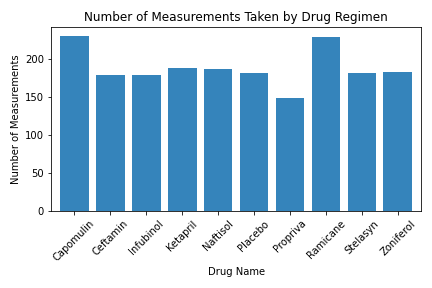 Number of Measurements Taken by Drug Regimen
Number of Measurements
200
150
100
50
0
Capomulin
Ceftamin
Infubinol
Ketapril
Naftisol
Placebo
Propriva
Ramicane
Stelasyn
Zoniferol
Drug Name